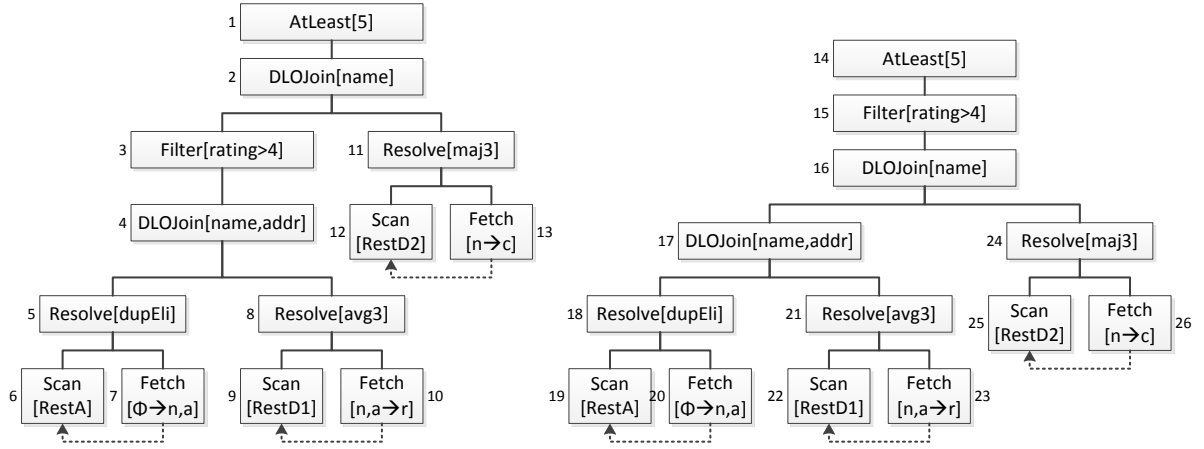 1 AtLeast[5]
2 DLOJoin[name]
3 Filter[rating>4]
11 Resolve[maj3]
4 DLOJoin[name,addr]
12 Scan
[RestD2]
Fetch 13
[n→c]
5 Resolve[dupEli]
8 Resolve[avg3]
6 Scan
[RestA]
7 Fetch
[Φ→n,a]
9 Scan
[RestD1]
Fetch 10
[n,a→r]
14 AtLeast[5]
15 Filter[rating>4]
16 DLOJoin[name]
17 DLOJoin[name,addr]
24 Resolve[maj3]
18 Resolve[dupEli]
21 Resolve[avg3]
25 Scan
[RestD2]
Fetch 26
[n→c]
19 Scan
[RestA]
20 Fetch
[Φ→n,a]
22 Scan
[RestD1]
Fetch 23
[n,a→r]